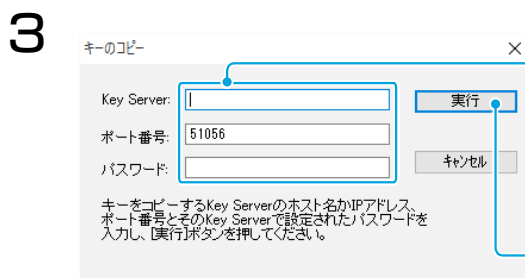 3
キーのコピー
Key Server:
実行
ポート番号: 51056
パスワード:
キャンセル
キーをコピーするKey Serverのホスト名かIPアドレス、
ポート番号とそのKey Serverで設定されたパスワードを
入力し、[実行]ボタンを押してください。